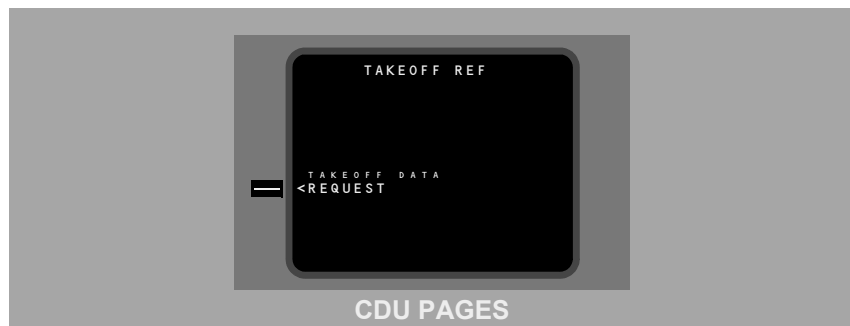 TAKEOFF REF
TAKEOFF DATA
<REQUEST
CDU PAGES